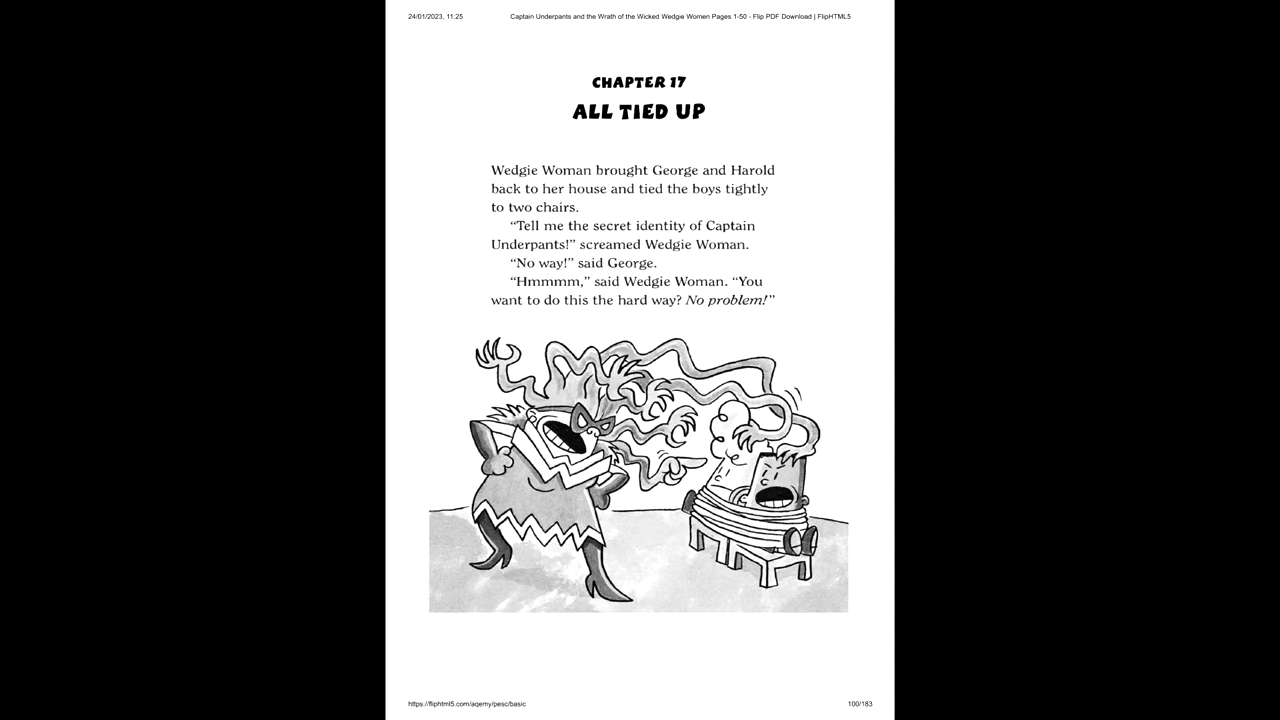 24/01/2023, 11:25 Captain Underpants and the Wrath of the Wicked Wedgie Women Pages 1-50 - Flip PDF Download | FlipHTML5
CHAPTER 17
ALL TIED UP
Wedgie Woman brought George and Harold
back to her house and tied the boys tightly
to two chairs.
“Tell me the secret identity of Captain
Underpants!” screamed Wedgie Woman.
“No way!” said George.
“Hmmmm,” said Wedgie Woman. “You
want to do this the hard way? No problem!”
https://fliphtml5.com/aqemy/pesc/basic 100/183